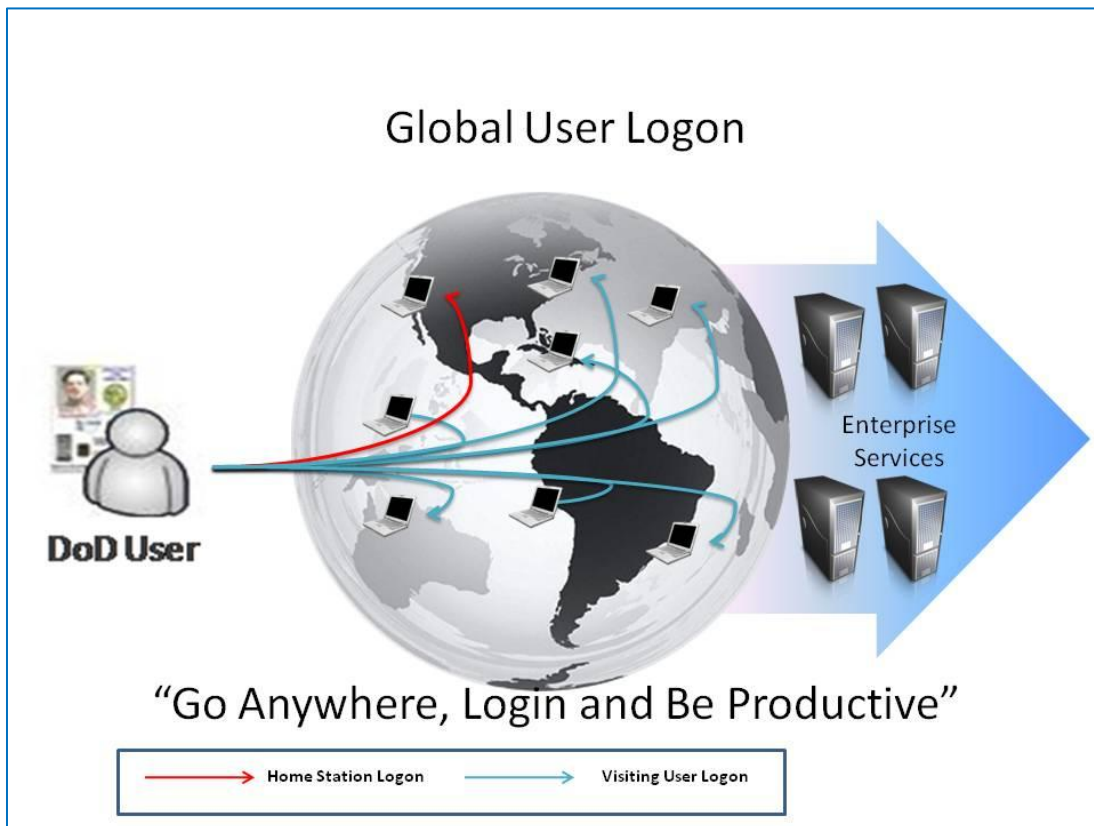 Global User Logon
Enterprise
Services
DoD User
“Go Anywhere, Login and Be Productive”
Home Station Logon
Visiting User Logon